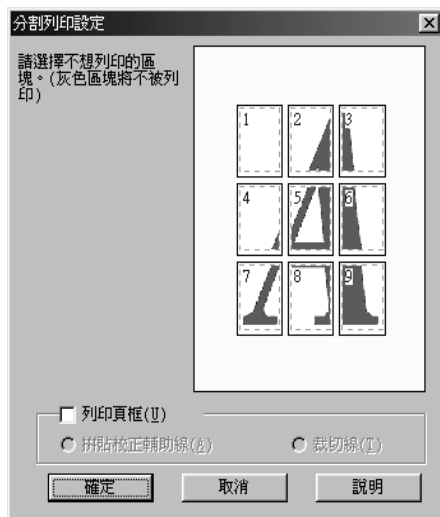 分割列印設定
請選擇不想列印的區
塊。(灰色區塊將不被列
印)
1 2 3
4 5 6
7 8 9
列印頁框(U)
拼貼校正輔助線(A) 裁切線(T)
確定 取消 說明